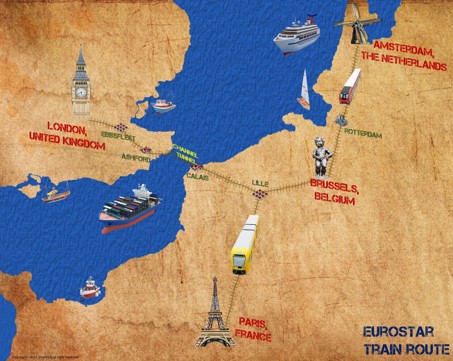 AMSTERDAM,
THE NETHERLANDS
ROTTERDAM
LONDON,
UNITED KINGDOM
EBBSFLEET
ASHFORD
CHANNEL
TUNNEL
CALAIS
LILLE
BRUSSELS,
BELGIUM
PARIS,
FRANCE
EUROSTAR
TRAIN ROUTE